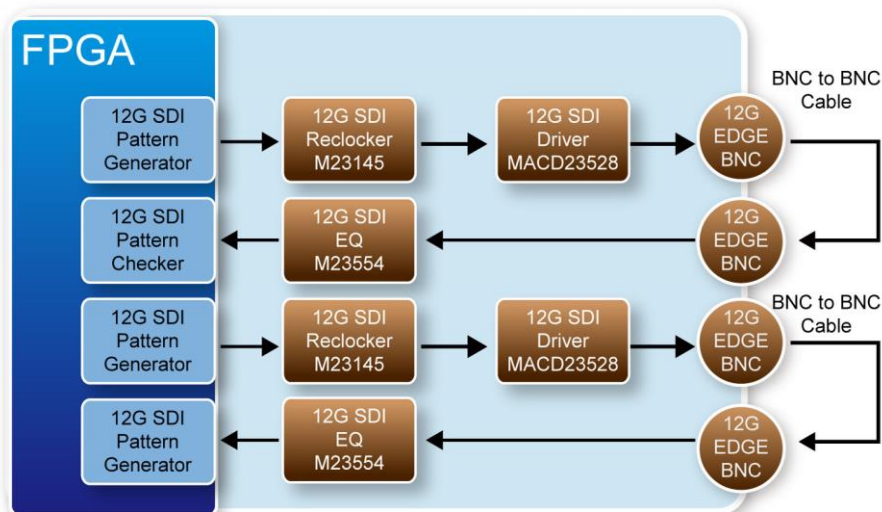 FPGA
BNC to BNC
Cable
12G SDI
Pattern
Generator
12G SDI
Reclocker
M23145
12G SDI
Driver
MACD23528
12G
EDGE
BNC
12G SDI
Pattern
Checker
12G SDI
EQ
M23554
12G
EDGE
BNC
BNC to BNC
Cable
12G SDI
Pattern
Generator
12G SDI
Reclocker
M23145
12G SDI
Driver
MACD23528
12G
EDGE
BNC
12G SDI
Pattern
Generator
12G SDI
EQ
M23554
12G
EDGE
BNC